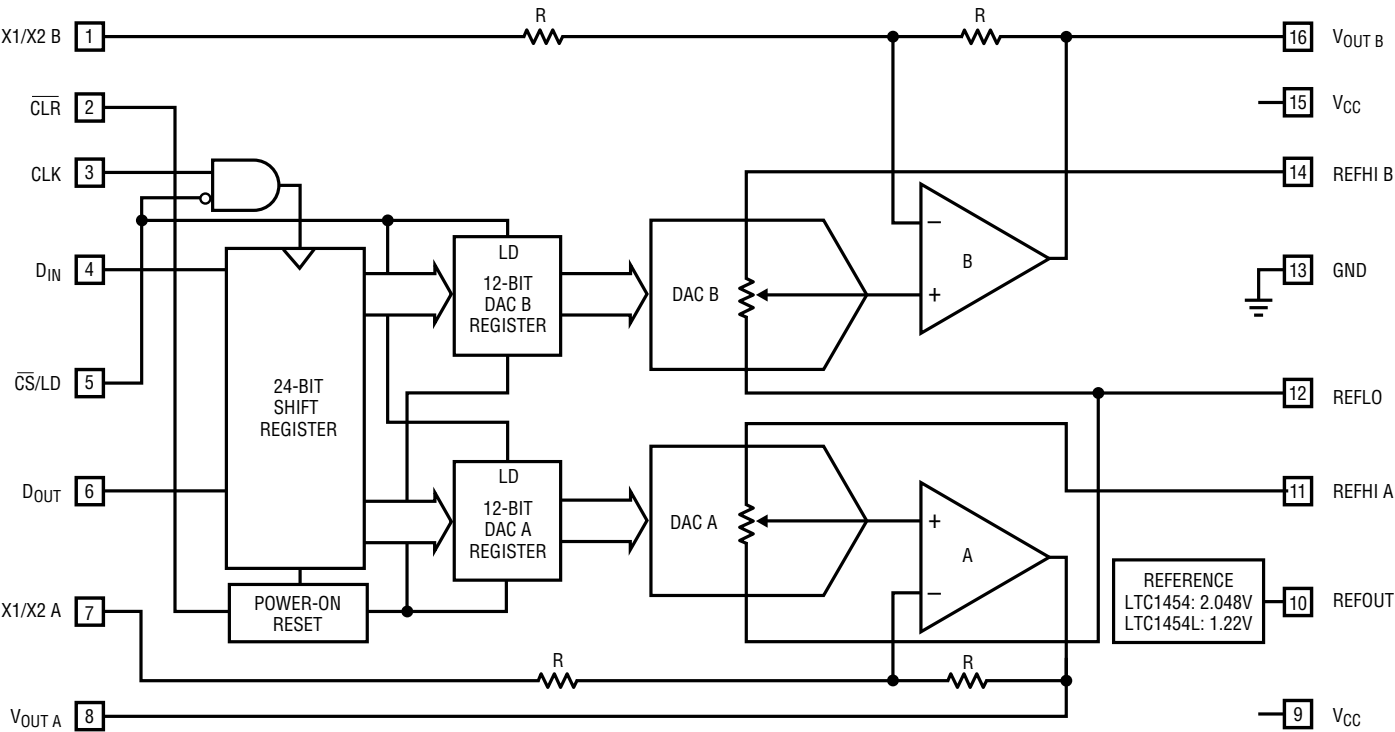 R
R
X1/X2 B
1
16
VOUT B
CLR
2
15
VCC
CLK
3
14
REFHI B
DIN
4
LD
12-BIT
DAC B
REGISTER
DAC B
−
B
+
13
GND
CS/LD
5
24-BIT
SHIFT
REGISTER
12
REFLO
DOUT
6
LD
12-BIT
DAC A
REGISTER
DAC A
+
A
−
11
REFHI A
X1/X2 A
7
POWER-ON
RESET
REFERENCE
LTC1454: 2.048V
LTC1454L: 1.22V
10
REFOUT
R
R
VOUT A
8
9
VCC